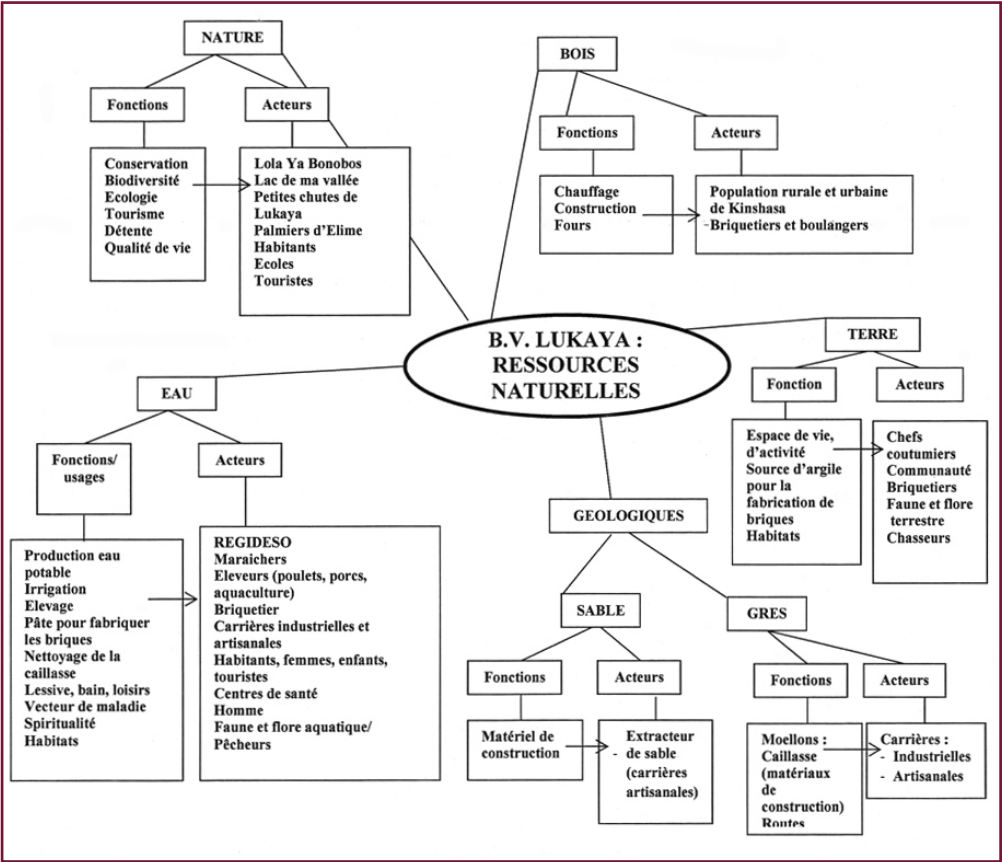 NATURE
Fonctions
Acteurs
Conservation
Biodiversité
Ecologie
Tourisme
Détente
Qualité de vie
Lola Ya Bonobos
Lac de ma vallée
Petites chutes de
Lukaya
Palmiers d’Elime
Habitants
Ecoles
Touristes
BOIS
Fonctions
Acteurs
Chauffage
Construction
Fours
Population rurale et urbaine
de Kinshasa
-Briquetiers et boulangers
B.V. LUKAYA :
RESSOURCES
NATURELLES
TERRE
Fonction
Acteurs
Espace de vie,
d’activité
Source d’argile
pour la
fabrication de
briques
Habitats
Chefs
coutumiers
Communauté
Briquetiers
Faune et flore
terrestre
Chasseurs
EAU
Fonctions/
usages
Acteurs
Production eau
potable
Irrigation
Elevage
Pâte pour fabriquer
les briques
Nettoyage de la
caillasse
Lessive, bain, loisirs
Vecteur de maladie
Spiritualité
Habitats
REGIDESO
Maraichers
Eleveurs (poulets, porcs,
aquaculture)
Briquetier
Carrières industrielles et
artisanales
Habitants, femmes, enfants,
touristes
Centres de santé
Homme
Faune et flore aquatique/
Pêcheurs
GEOLOGIQUES
SABLE
Fonctions
Acteurs
Matériel de
construction
Extracteur
- de sable
(carrières
artisanales)
GRES
Fonctions
Acteurs
Moellons :
Caillasse
(matériaux
de
construction)
Routes
Carrières :
- Industrielles
- Artisanales